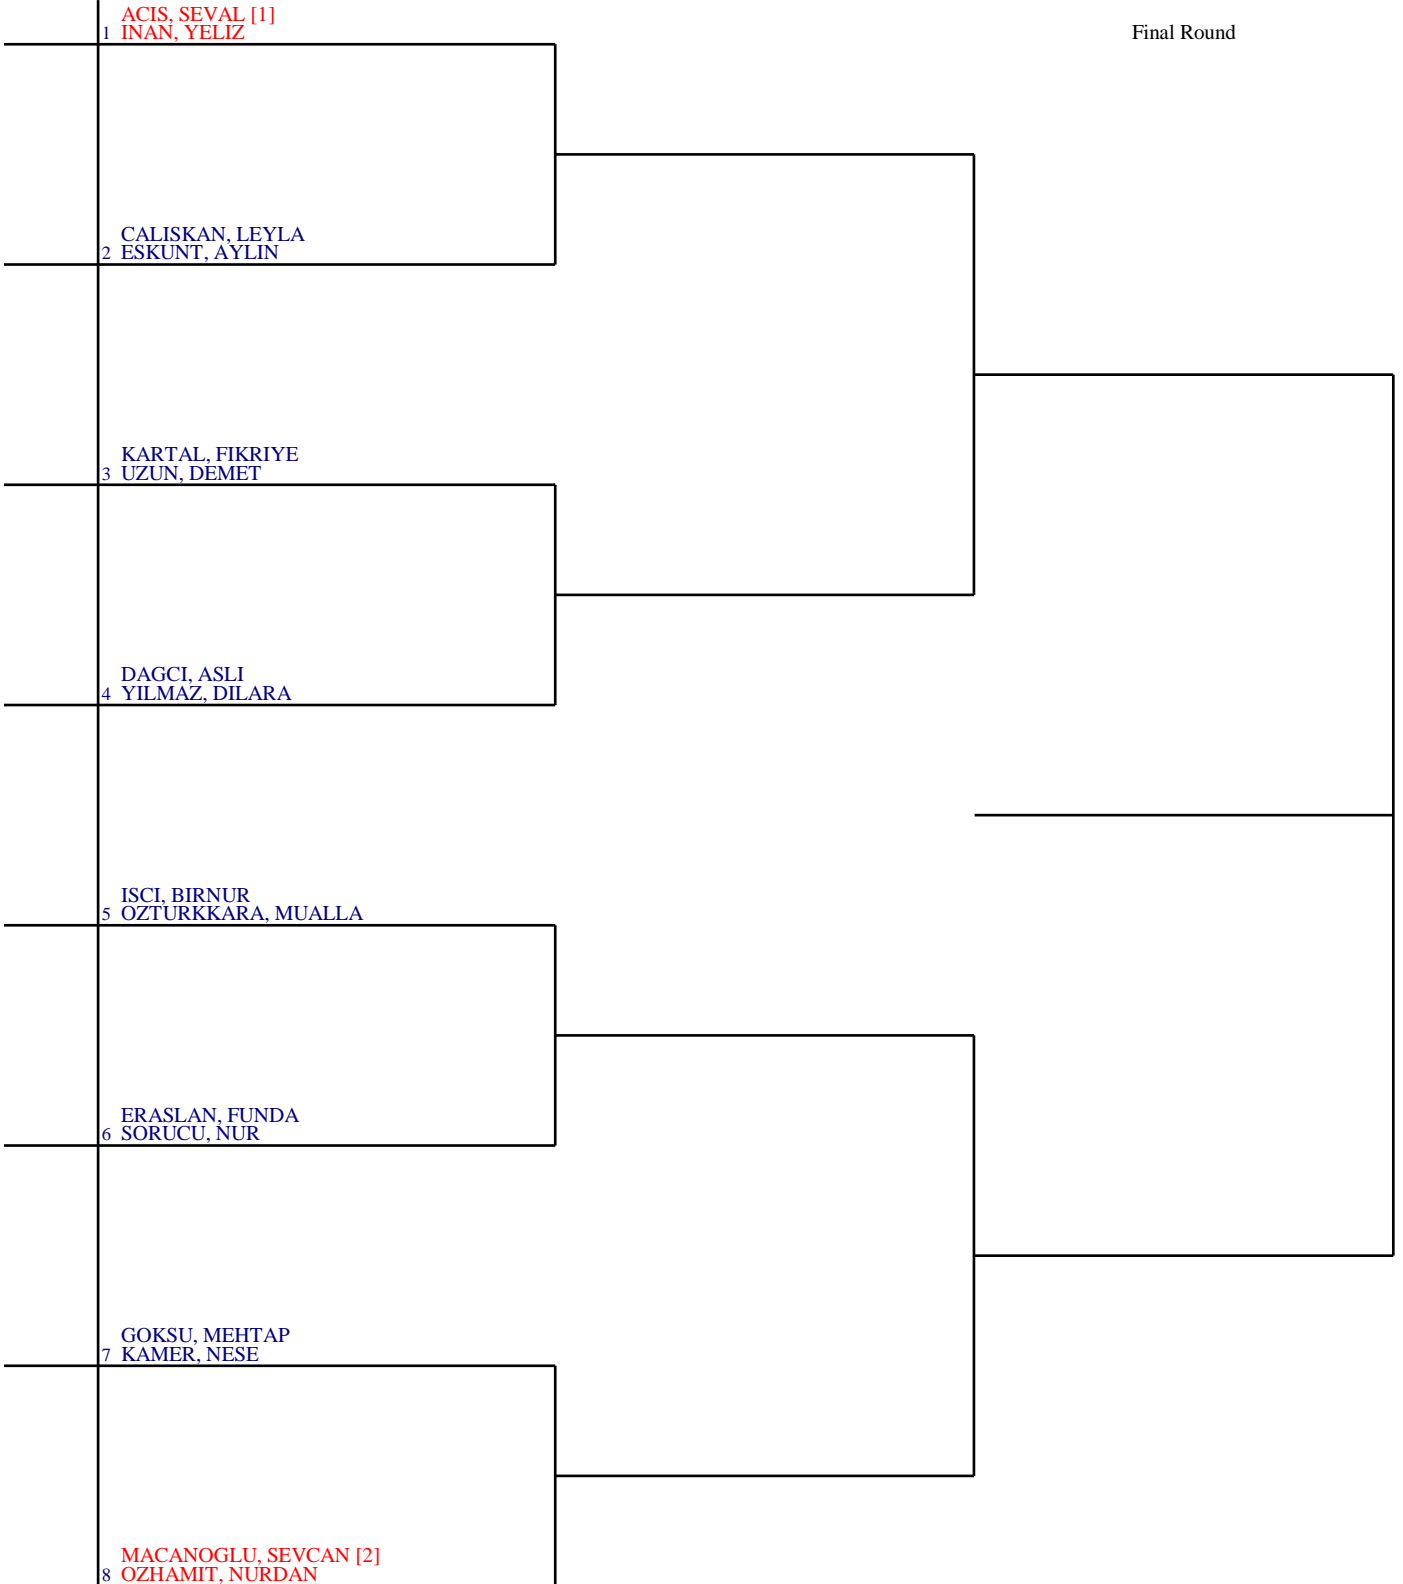 ACIS, SEVAL [1]
1 INAN, YELIZ
Final Round
CALISKAN, LEYLA
2 ESKUNT, AYLIN
KARTAL, FIKRIYE
3 UZUN, DEMET
DAGCI, ASLI
4 YILMAZ, DILARA
ISCI, BIRNUR
5 OZTURKKARA, MUALLA
ERASLAN, FUNDA
6 SORUCU, NUR
GOKSU, MEHTAP
7 KAMER, NESE
MACANOGLU, SEVCAN [2]
8 OZHAMIT, NURDAN